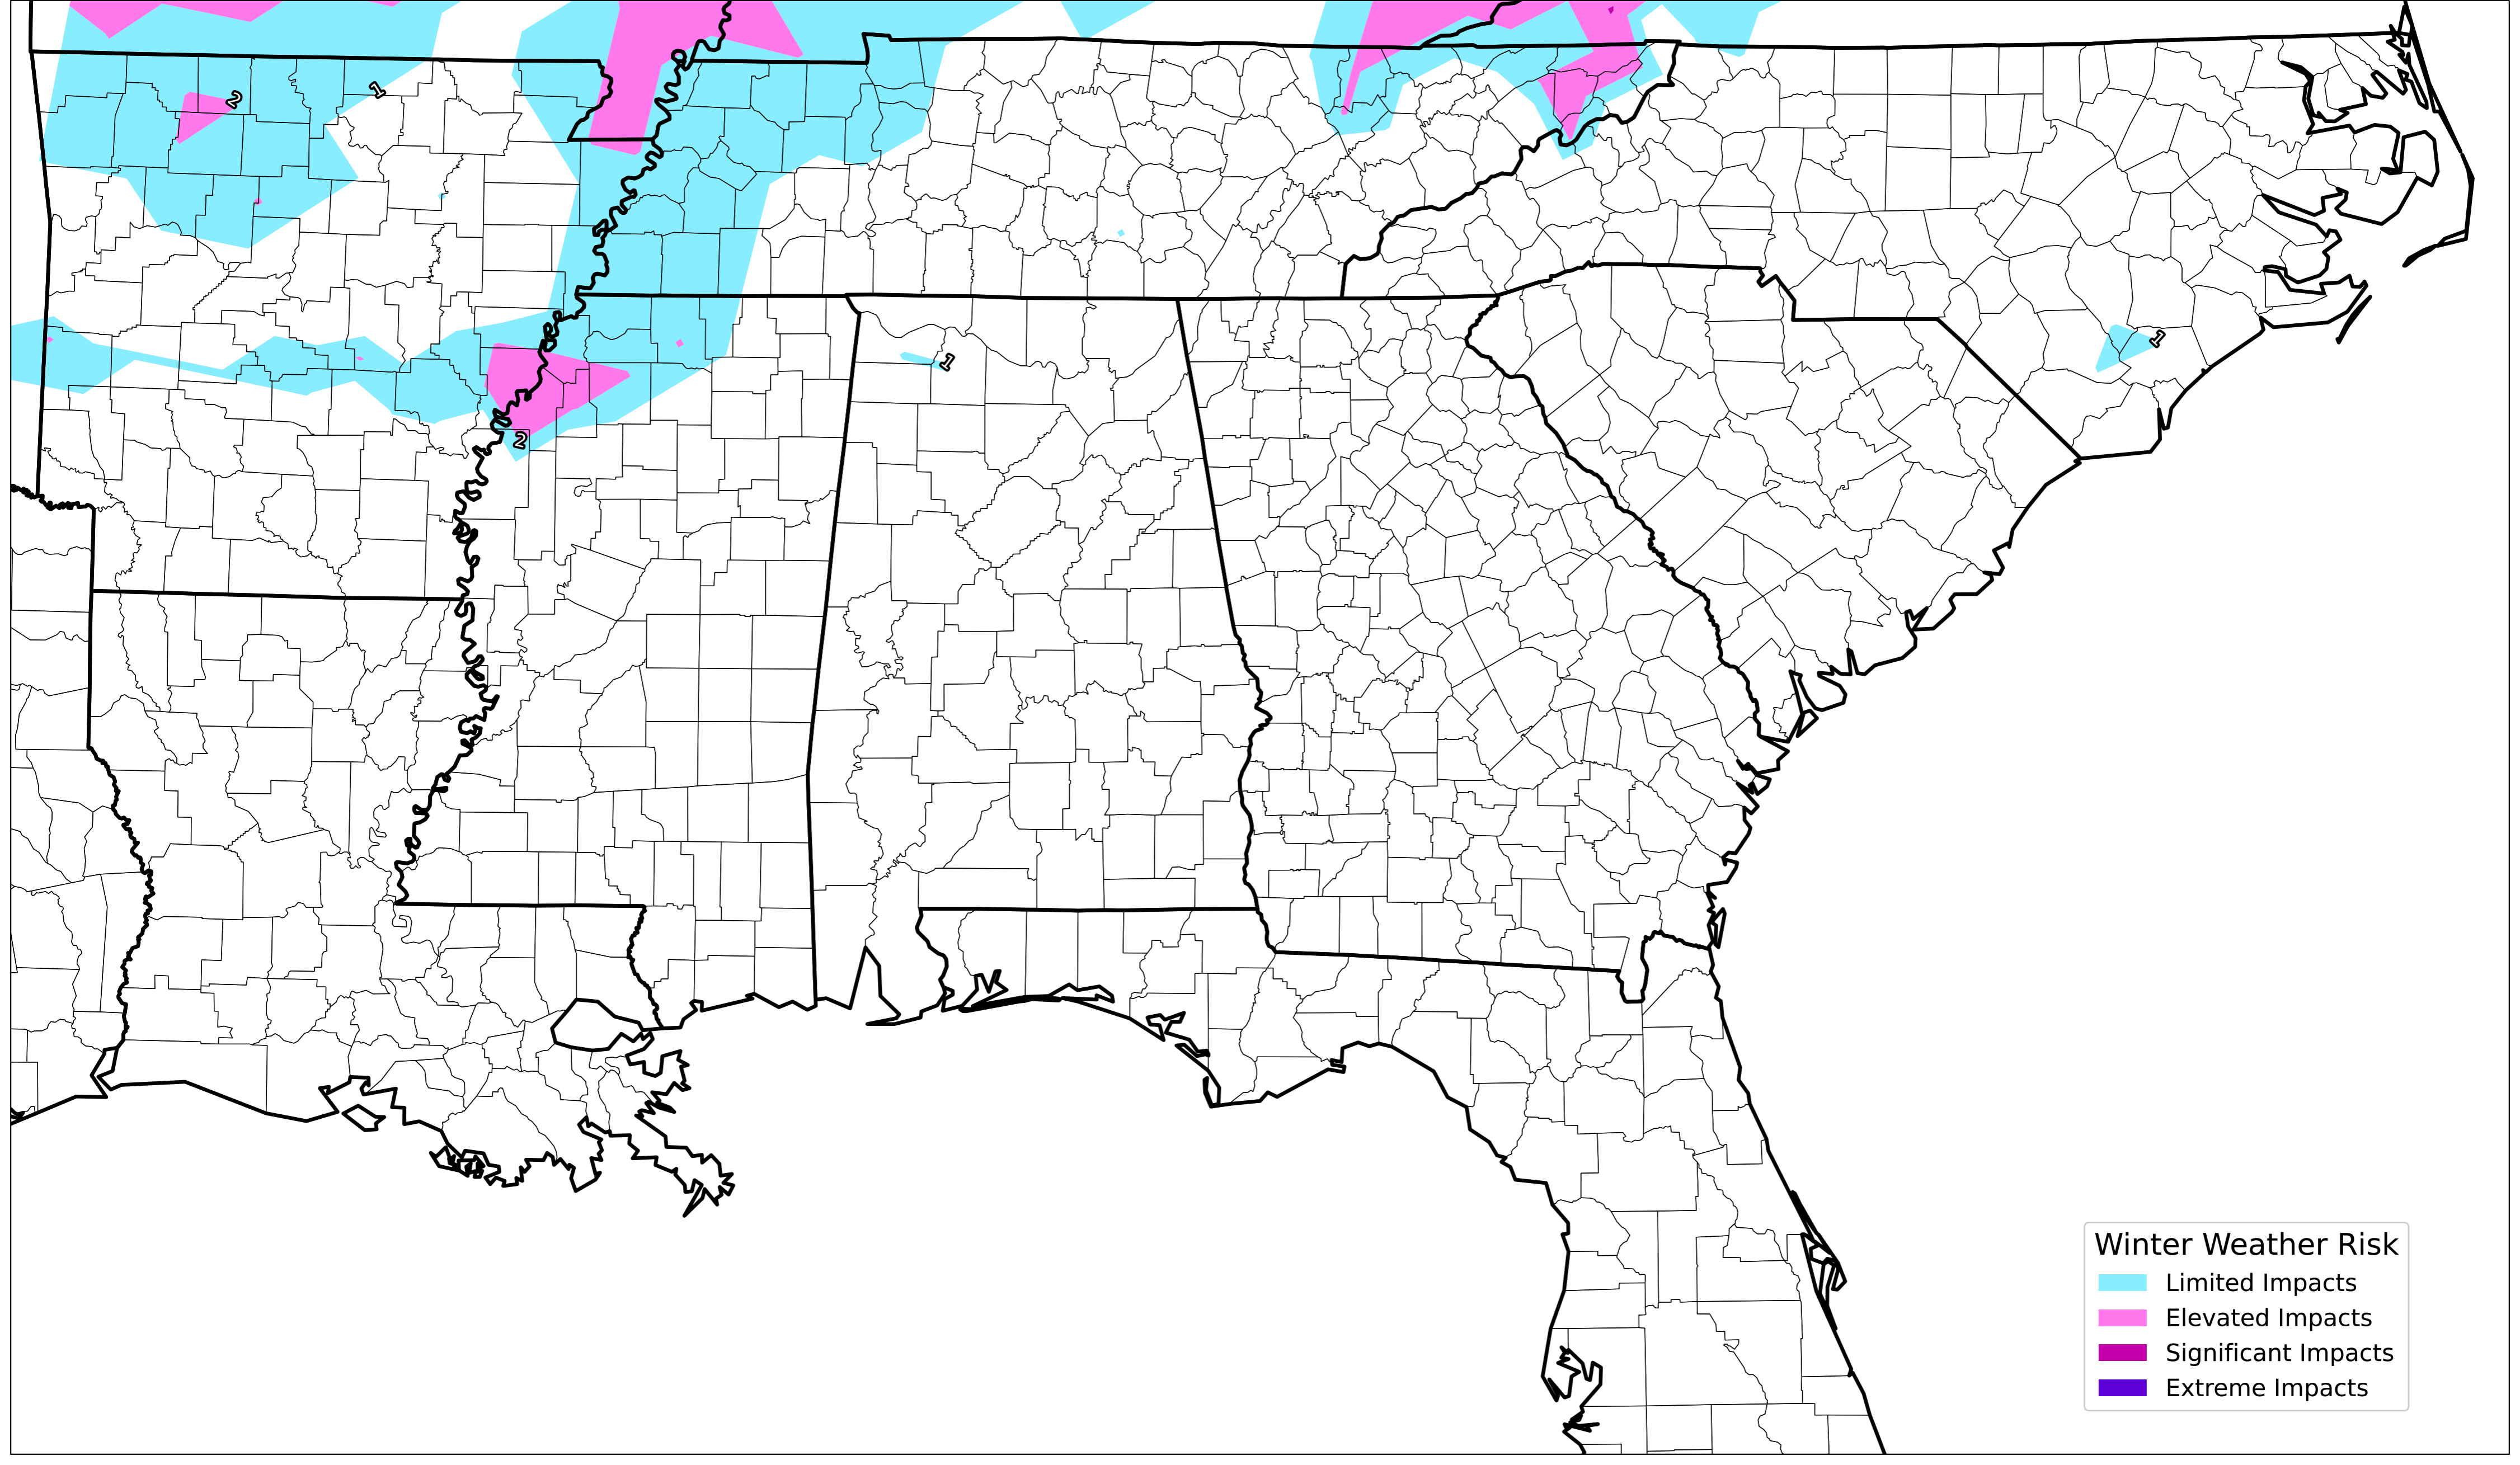 1
2
1
1
2
Winter Weather Risk
Limited Impacts
Elevated Impacts
Significant Impacts
Extreme Impacts